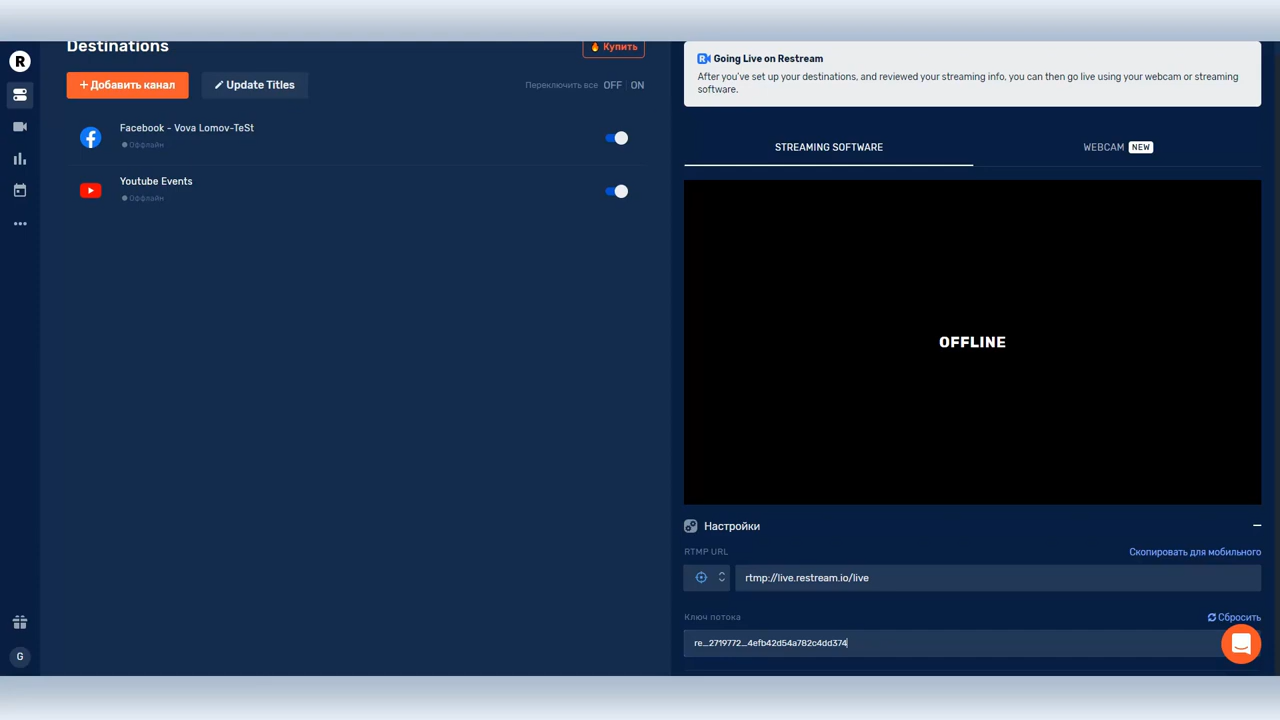 Destinations
Купить
+ Добавить канал
Update Titles
Переключить все OFF ON
Facebook - Vova Lomov-TeSt
Оффлайн
Youtube Events
Оффлайн
R
G
Going Live on Restream
After you've set up your destinations, and reviewed your streaming info, you can then go live using your webcam or streaming
software.
STREAMING SOFTWARE
WEBCAM NEW
OFFLINE
Настройки
RTMP URL
Скопировать для мобильного
rtmp://live.restream.io/live
Ключ потока
Сбросить
re_2719772_4efb42d54a782c4dd374